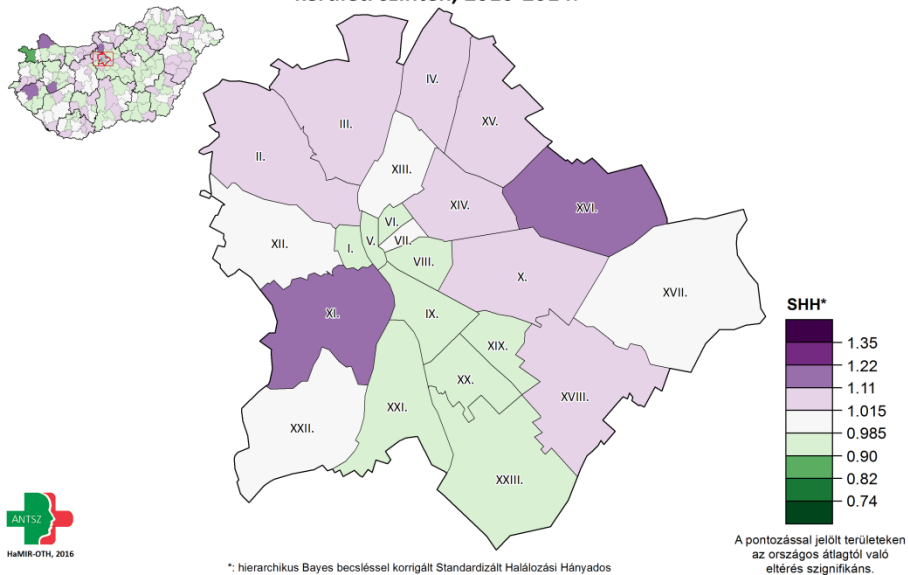 IV.
III.
XV.
II.
XIII.
XVI.
XIV.
VI.
XII.
I.
V.
VII.
VIII.
X.
XVII.
XI.
IX.
XIX.
XX.
XVIII.
XXI.
XXII.
XXIII.
SHH*
1.35
1.22
1.11
1.015
0.985
0.90
0.82
0.74
A pontozással jelölt területeken
az országos átlagtól való
eltérés szignifikáns.
ÁNTSZ
HaMIR-OTH, 2016
*: hierarchikus Bayes becsléssel korrigált Standardizált Halálozási Hányados